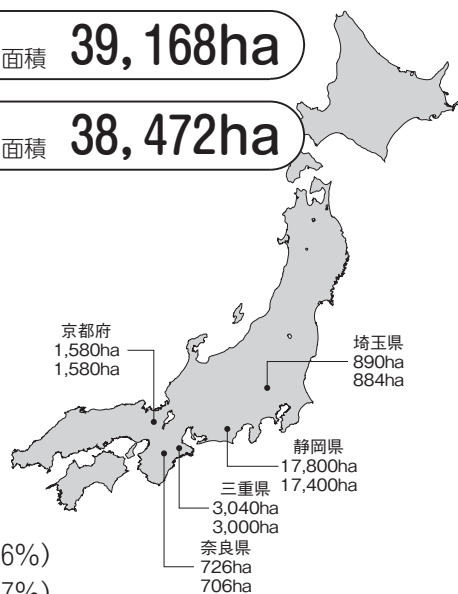 面積 39,168ha
面積 38,472ha
京都府
1,580ha
1,580ha
埼玉県
890ha
884ha
静岡県
17,800ha
17,400ha
三重県
3,040ha
3,000ha
奈良県
726ha
706ha
6%)
7%)